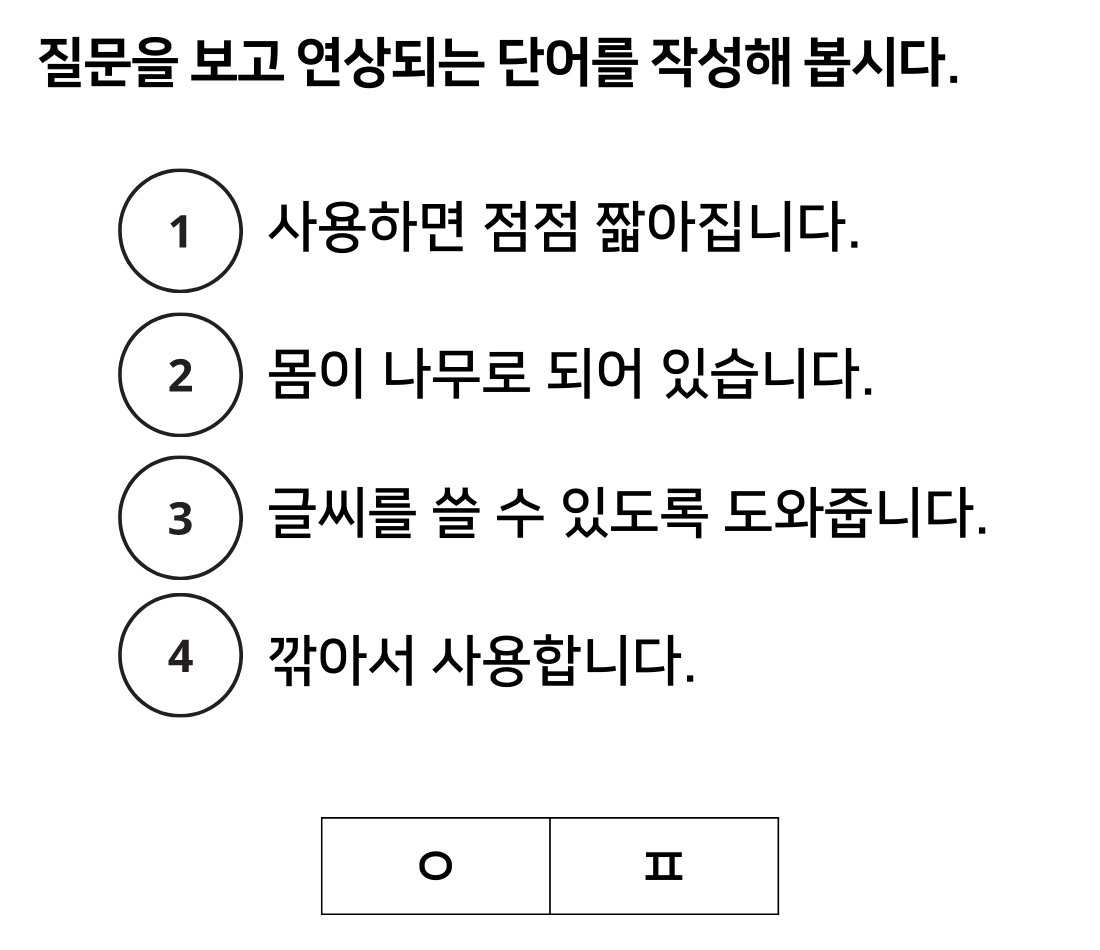 질문을 보고 연상되는 단어를 작성해 봅시다.
1 사용하면 점점 짧아집니다.
2 몸이 나무로 되어 있습니다.
3 글씨를 쓸 수 있도록 도와줍니다.
4 깎아서 사용합니다.
ㅇ ㅍ